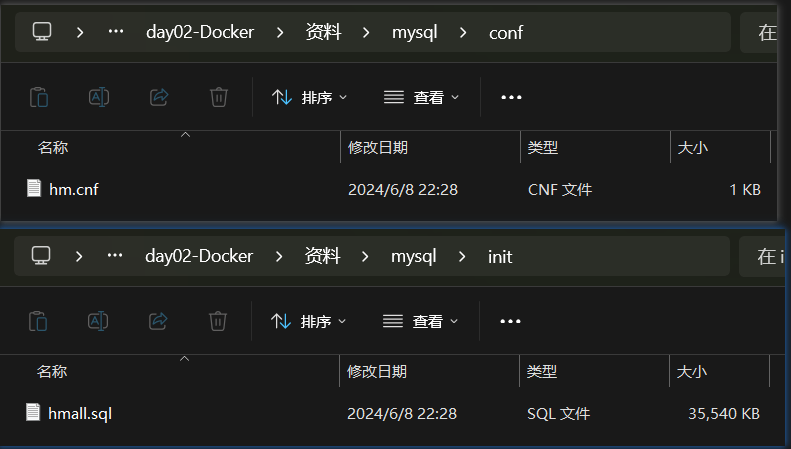 … day02-Docker 资料 mysql conf 在
排序 查看
名称 修改日期 类型 大小
hm.cnf 2024/6/8 22:28 CNF 文件 1 KB
… day02-Docker 资料 mysql init 在 i
排序 查看
名称 修改日期 类型 大小
hmall.sql 2024/6/8 22:28 SQL 文件 35,540 KB